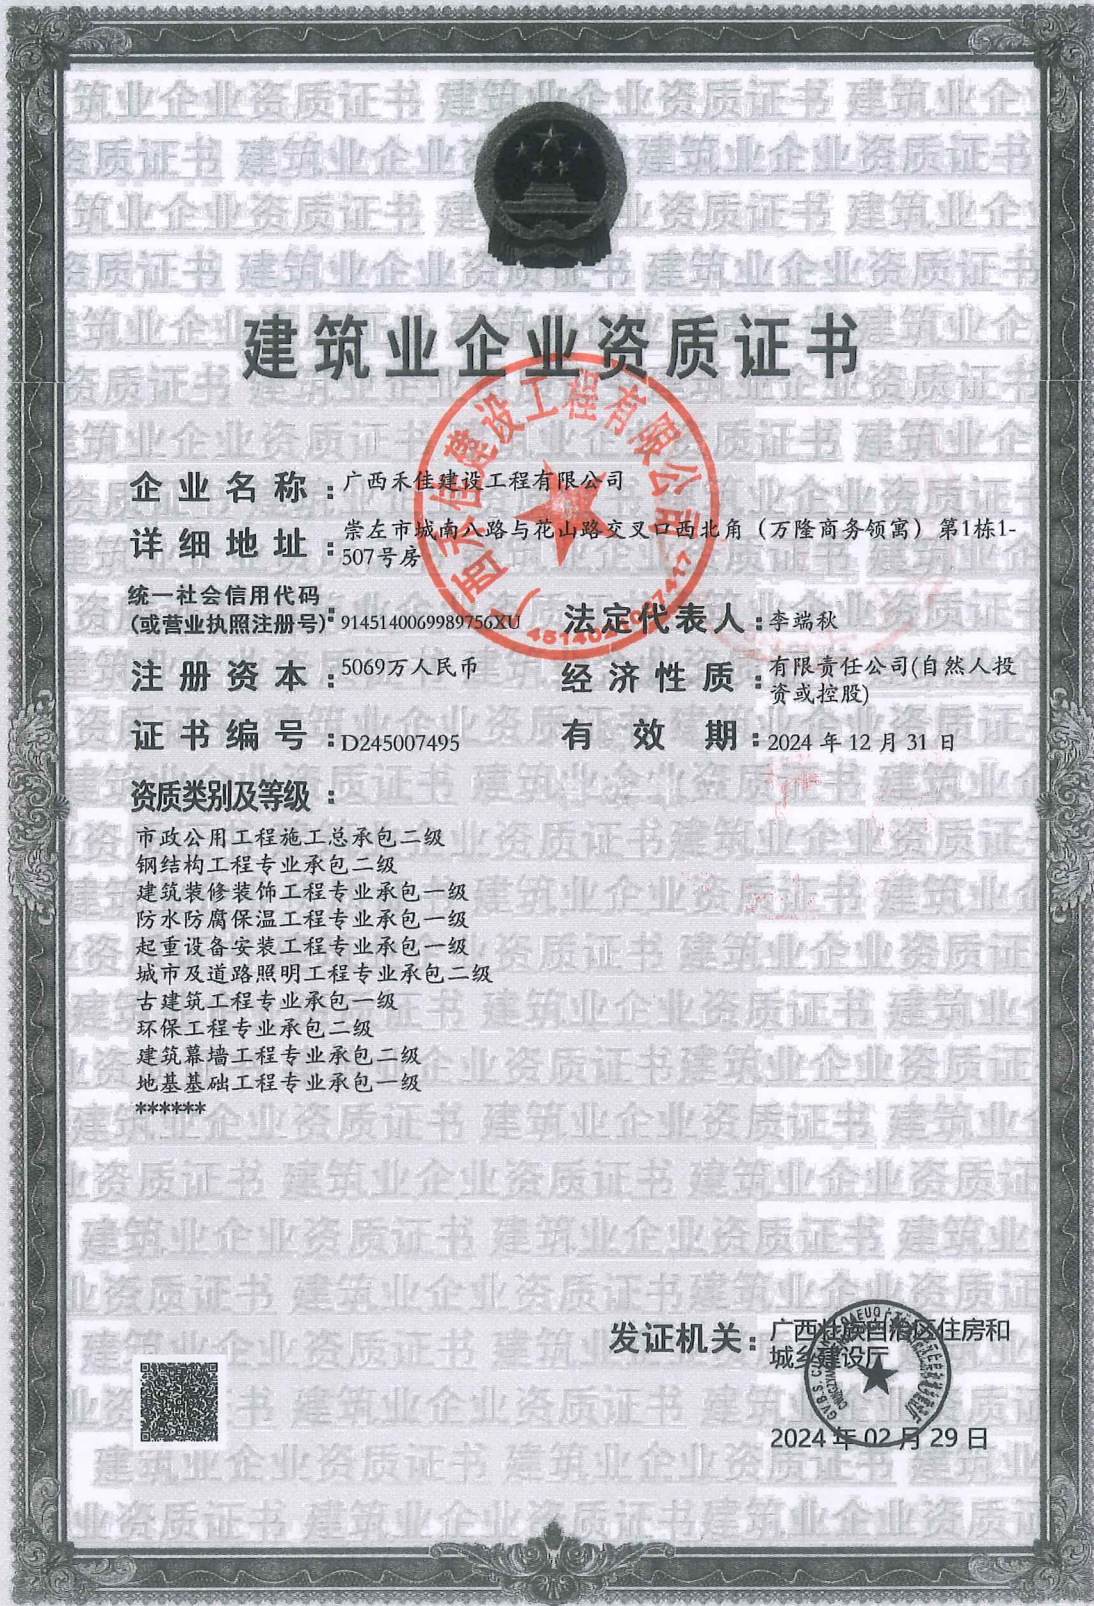 建筑业企业资质证书
企业名称：广西禾佳建设工程有限公司
详细地址：崇左市城南八路与花山路交叉口西北角（万隆商务领寓）第1栋1-
507号房
统一社会信用代码
(或营业执照注册号)：9145140069989756XU
法定代表人：李端秋
注册资本：5069万人民币
经济性质：有限责任公司(自然人投
资或控股)
证书编号：D245007495
有效期：2024年12月31日
资质类别及等级：
市政公用工程施工总承包二级
钢结构工程专业承包二级
建筑装修装饰工程专业承包一级
防水防腐保温工程专业承包一级
起重设备安装工程专业承包一级
城市及道路照明工程专业承包二级
古建筑工程专业承包一级
环保工程专业承包二级
建筑幕墙工程专业承包二级
地基基础工程专业承包一级
******
发证机关：广西壮族自治区住房和
城乡建设厅
2024年02月29日
广西禾佳建设工程有限公司